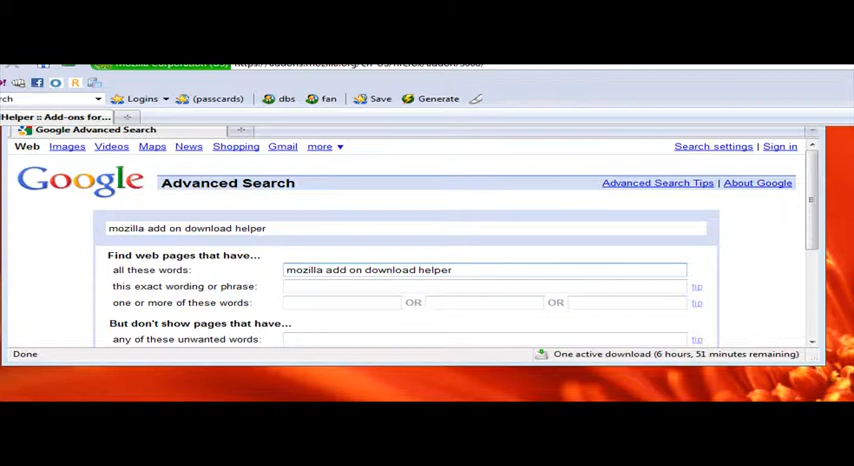 Logins (passcards) dbs fan Save Generate
Helper :: Add-ons for...
Google Advanced Search
Web Images Videos Maps News Shopping Gmail more Search settings | Sign in
Google Advanced Search Advanced Search Tips | About Google
mozilla add on download helper
Find web pages that have...
all these words: mozilla add on download helper
this exact wording or phrase: tip
one or more of these words: OR OR tip
But don't show pages that have...
any of these unwanted words: tip
Done One active download (6 hours, 51 minutes remaining)